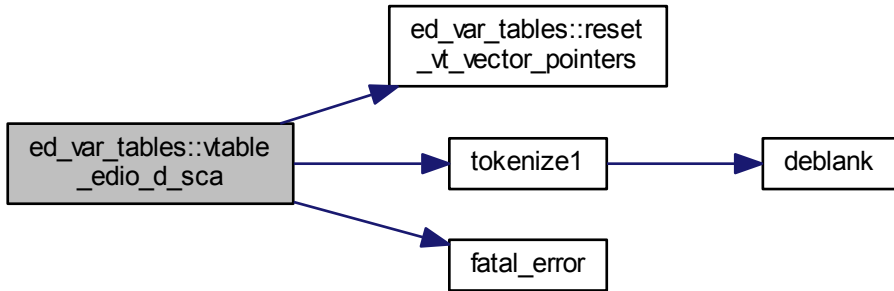 ed_var_tables::reset
_vt_vector_pointers
ed_var_tables::vtable
_edio_d_sca
tokenize1
deblank
fatal_error